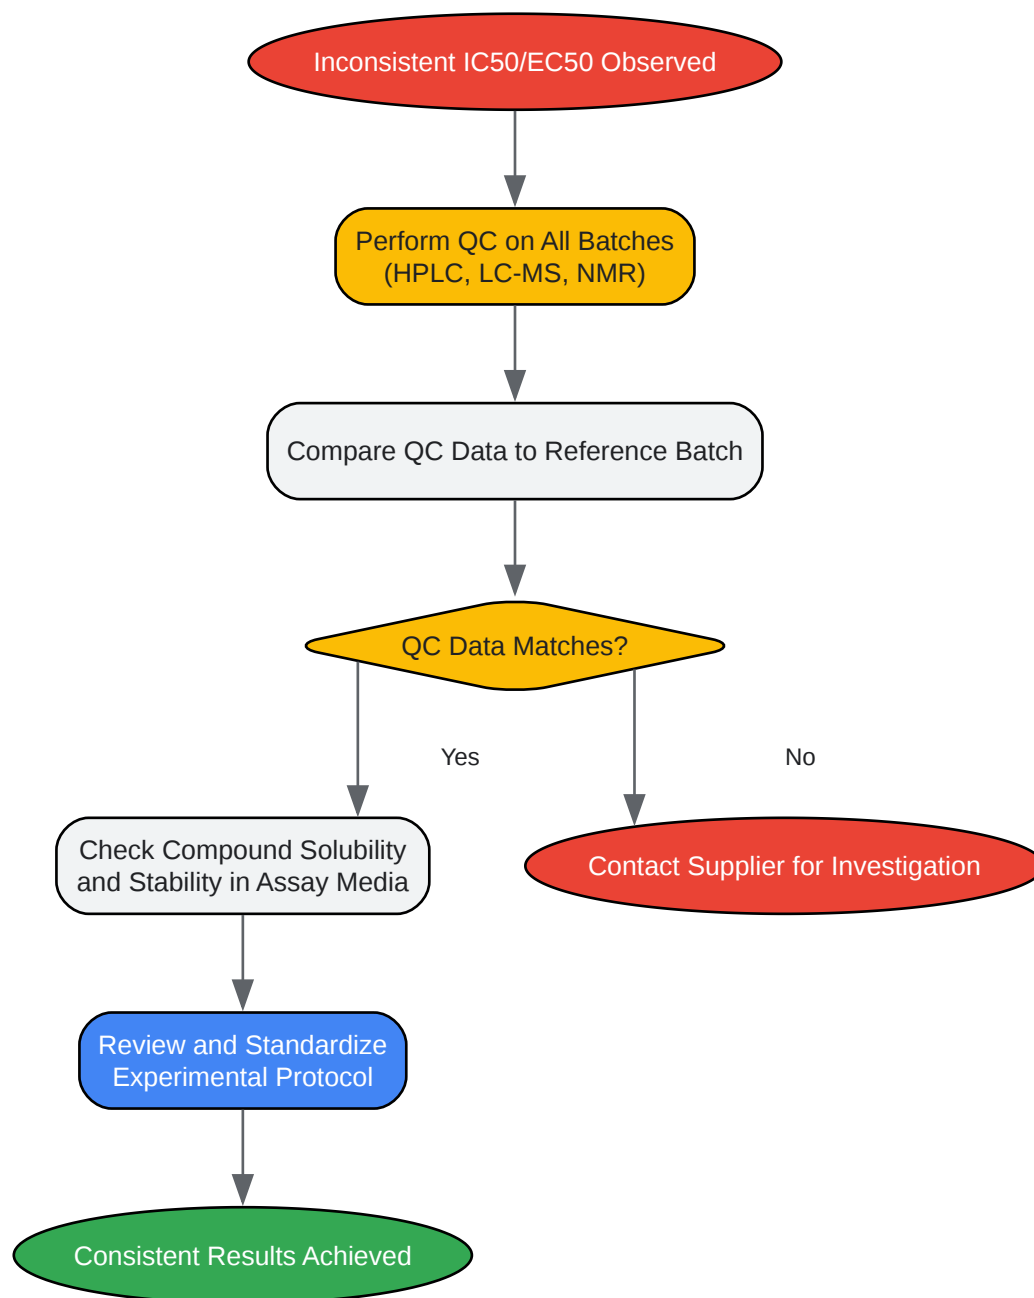 Inconsistent IC50/EC50 Observed
Perform QC on All Batches
(HPLC, LC-MS, NMR)
Compare QC Data to Reference Batch
QC Data Matches?
Yes
No
Check Compound Solubility
and Stability in Assay Media
Contact Supplier for Investigation
Review and Standardize
Experimental Protocol
Consistent Results Achieved